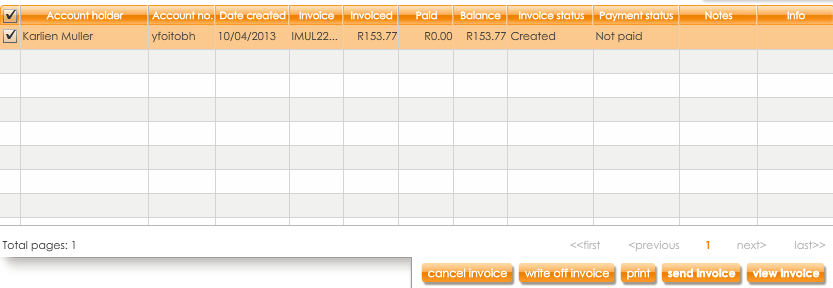 Account holder Account no. Date created Invoice Invoiced Paid Balance Invoice status Payment status Notes Info
Karlien Muller yfoitobh 10/04/2013 IMUL22... R153.77 R0.00 R153.77 Created Not paid
Total pages: 1 <<first <previous 1 next> last>>
cancel invoice write off invoice print send invoice view invoice